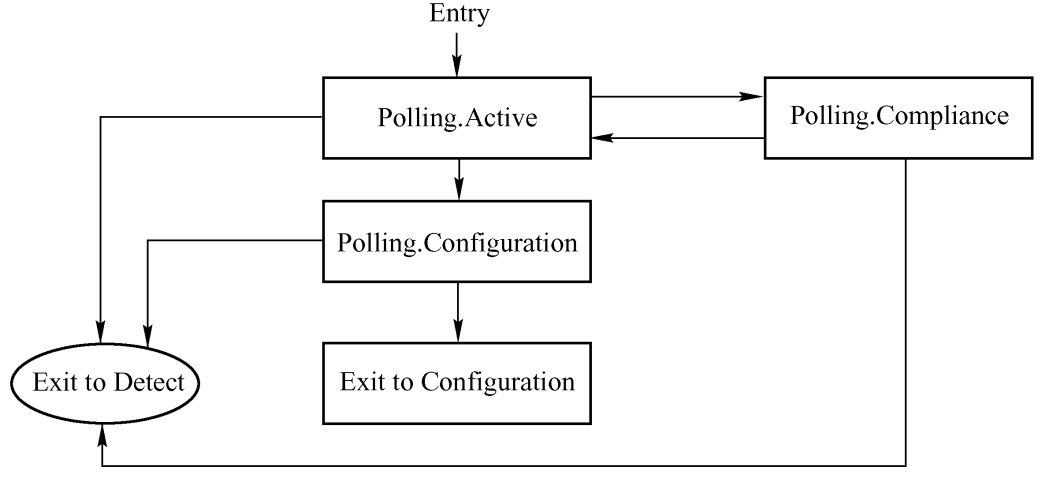 Entry
Polling.Active
Polling.Compliance
Polling.Configuration
Exit to Detect
Exit to Configuration